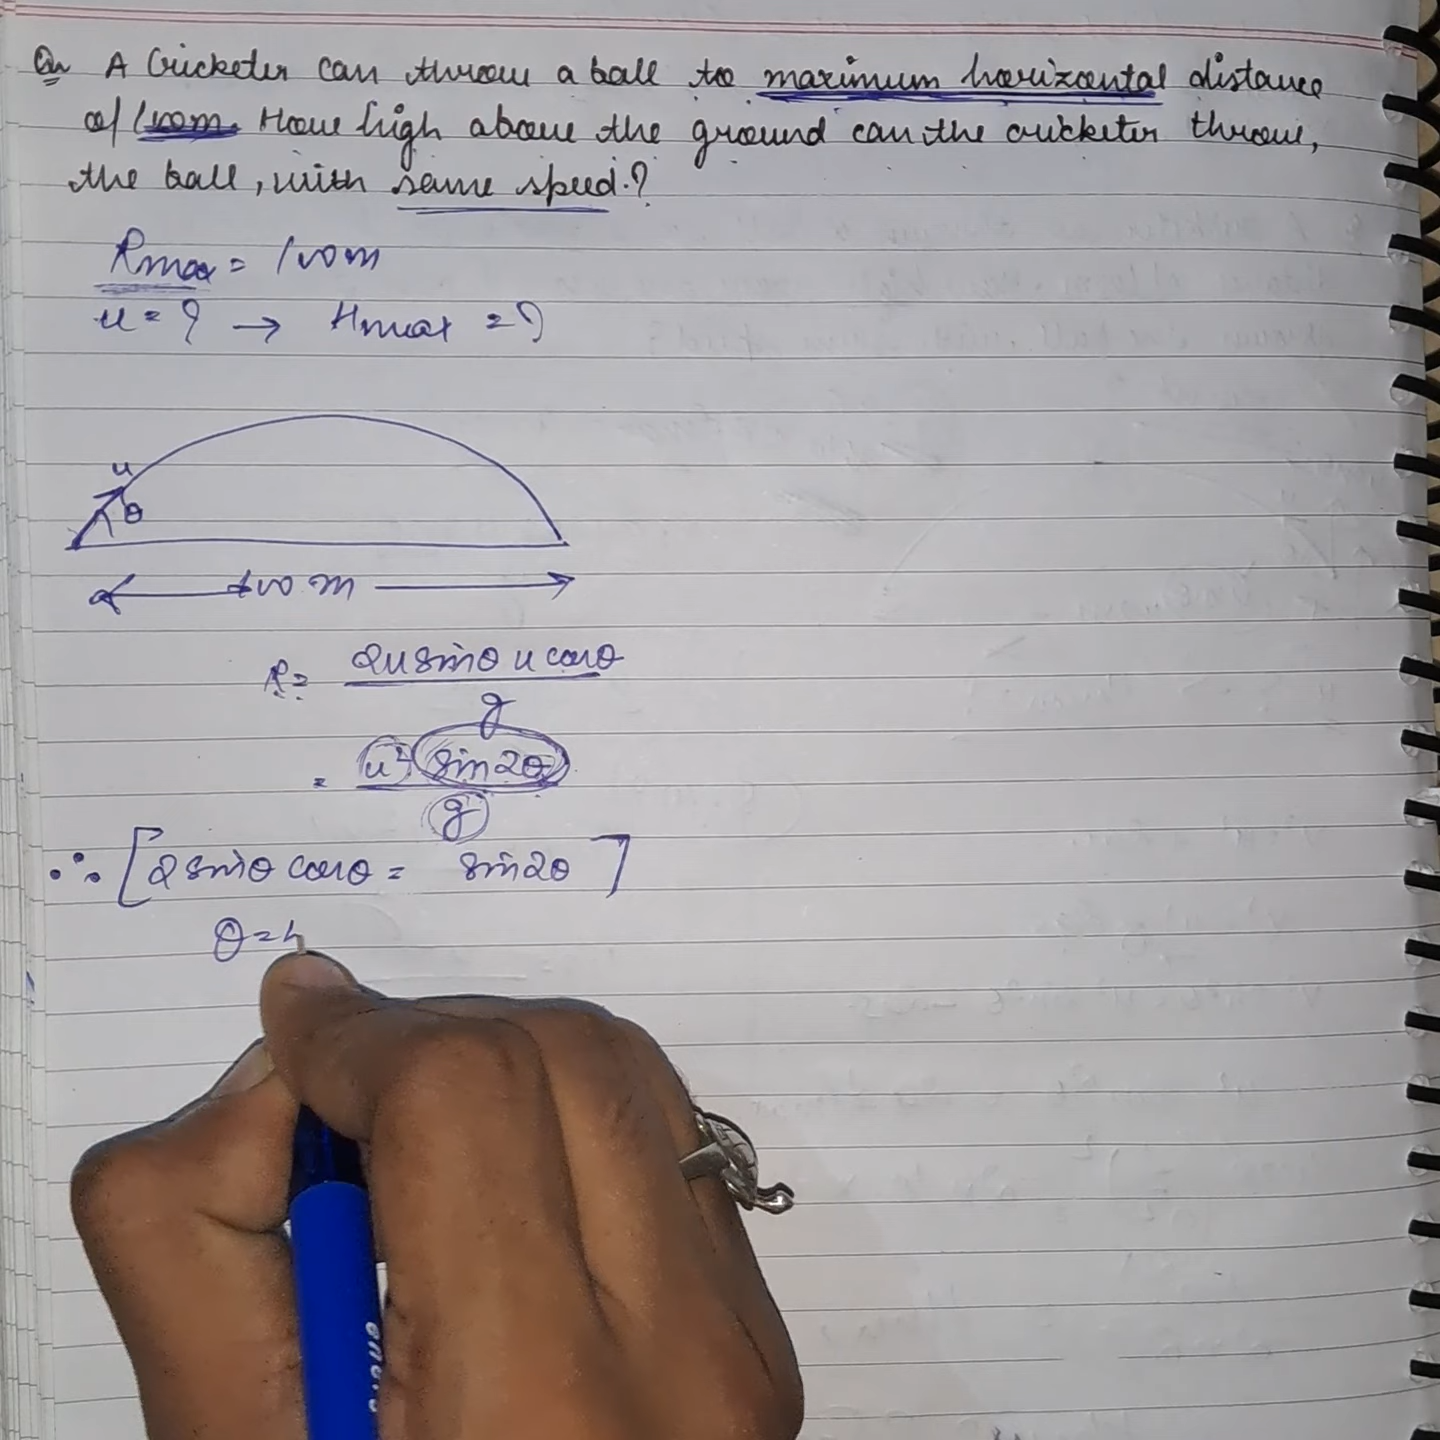 Qn A Cricketer can throw a ball to maximum horizontal distance
of 100m. How high above the ground can the cricketer throw,
the ball, with same speed.?
Rmax = 100m
u = ? → Hmax = ?
u
θ
100 m
R = 2u sinθ u cosθ
g
= u² sin2θ
g
∴ [2 sinθ cosθ = sin2θ]
θ = 4